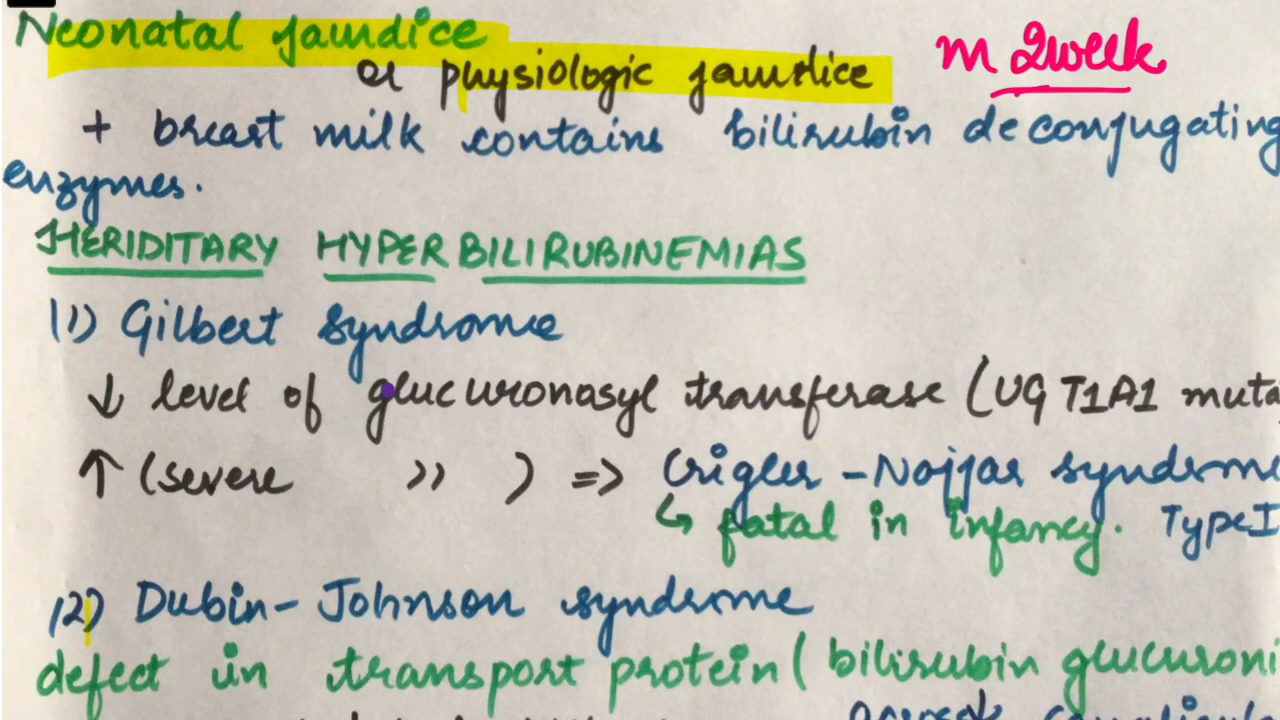 Neonatal jaundice
or physiologic jaundice m 2week
+ breast milk contains bilirubin deconjugating
enzymes.
HERIDITARY HYPERBILIRUBINEMIAS
(1) Gilbert syndrome
↓ level of glucuronosyl transferase (UGT1A1 muta
↑ (severe ,, ) => Crigler-Najjar syndrome
↳ fatal in infancy. Type I
(2) Dubin-Johnson syndrome
defect in transport protein (bilirubin glucuroni